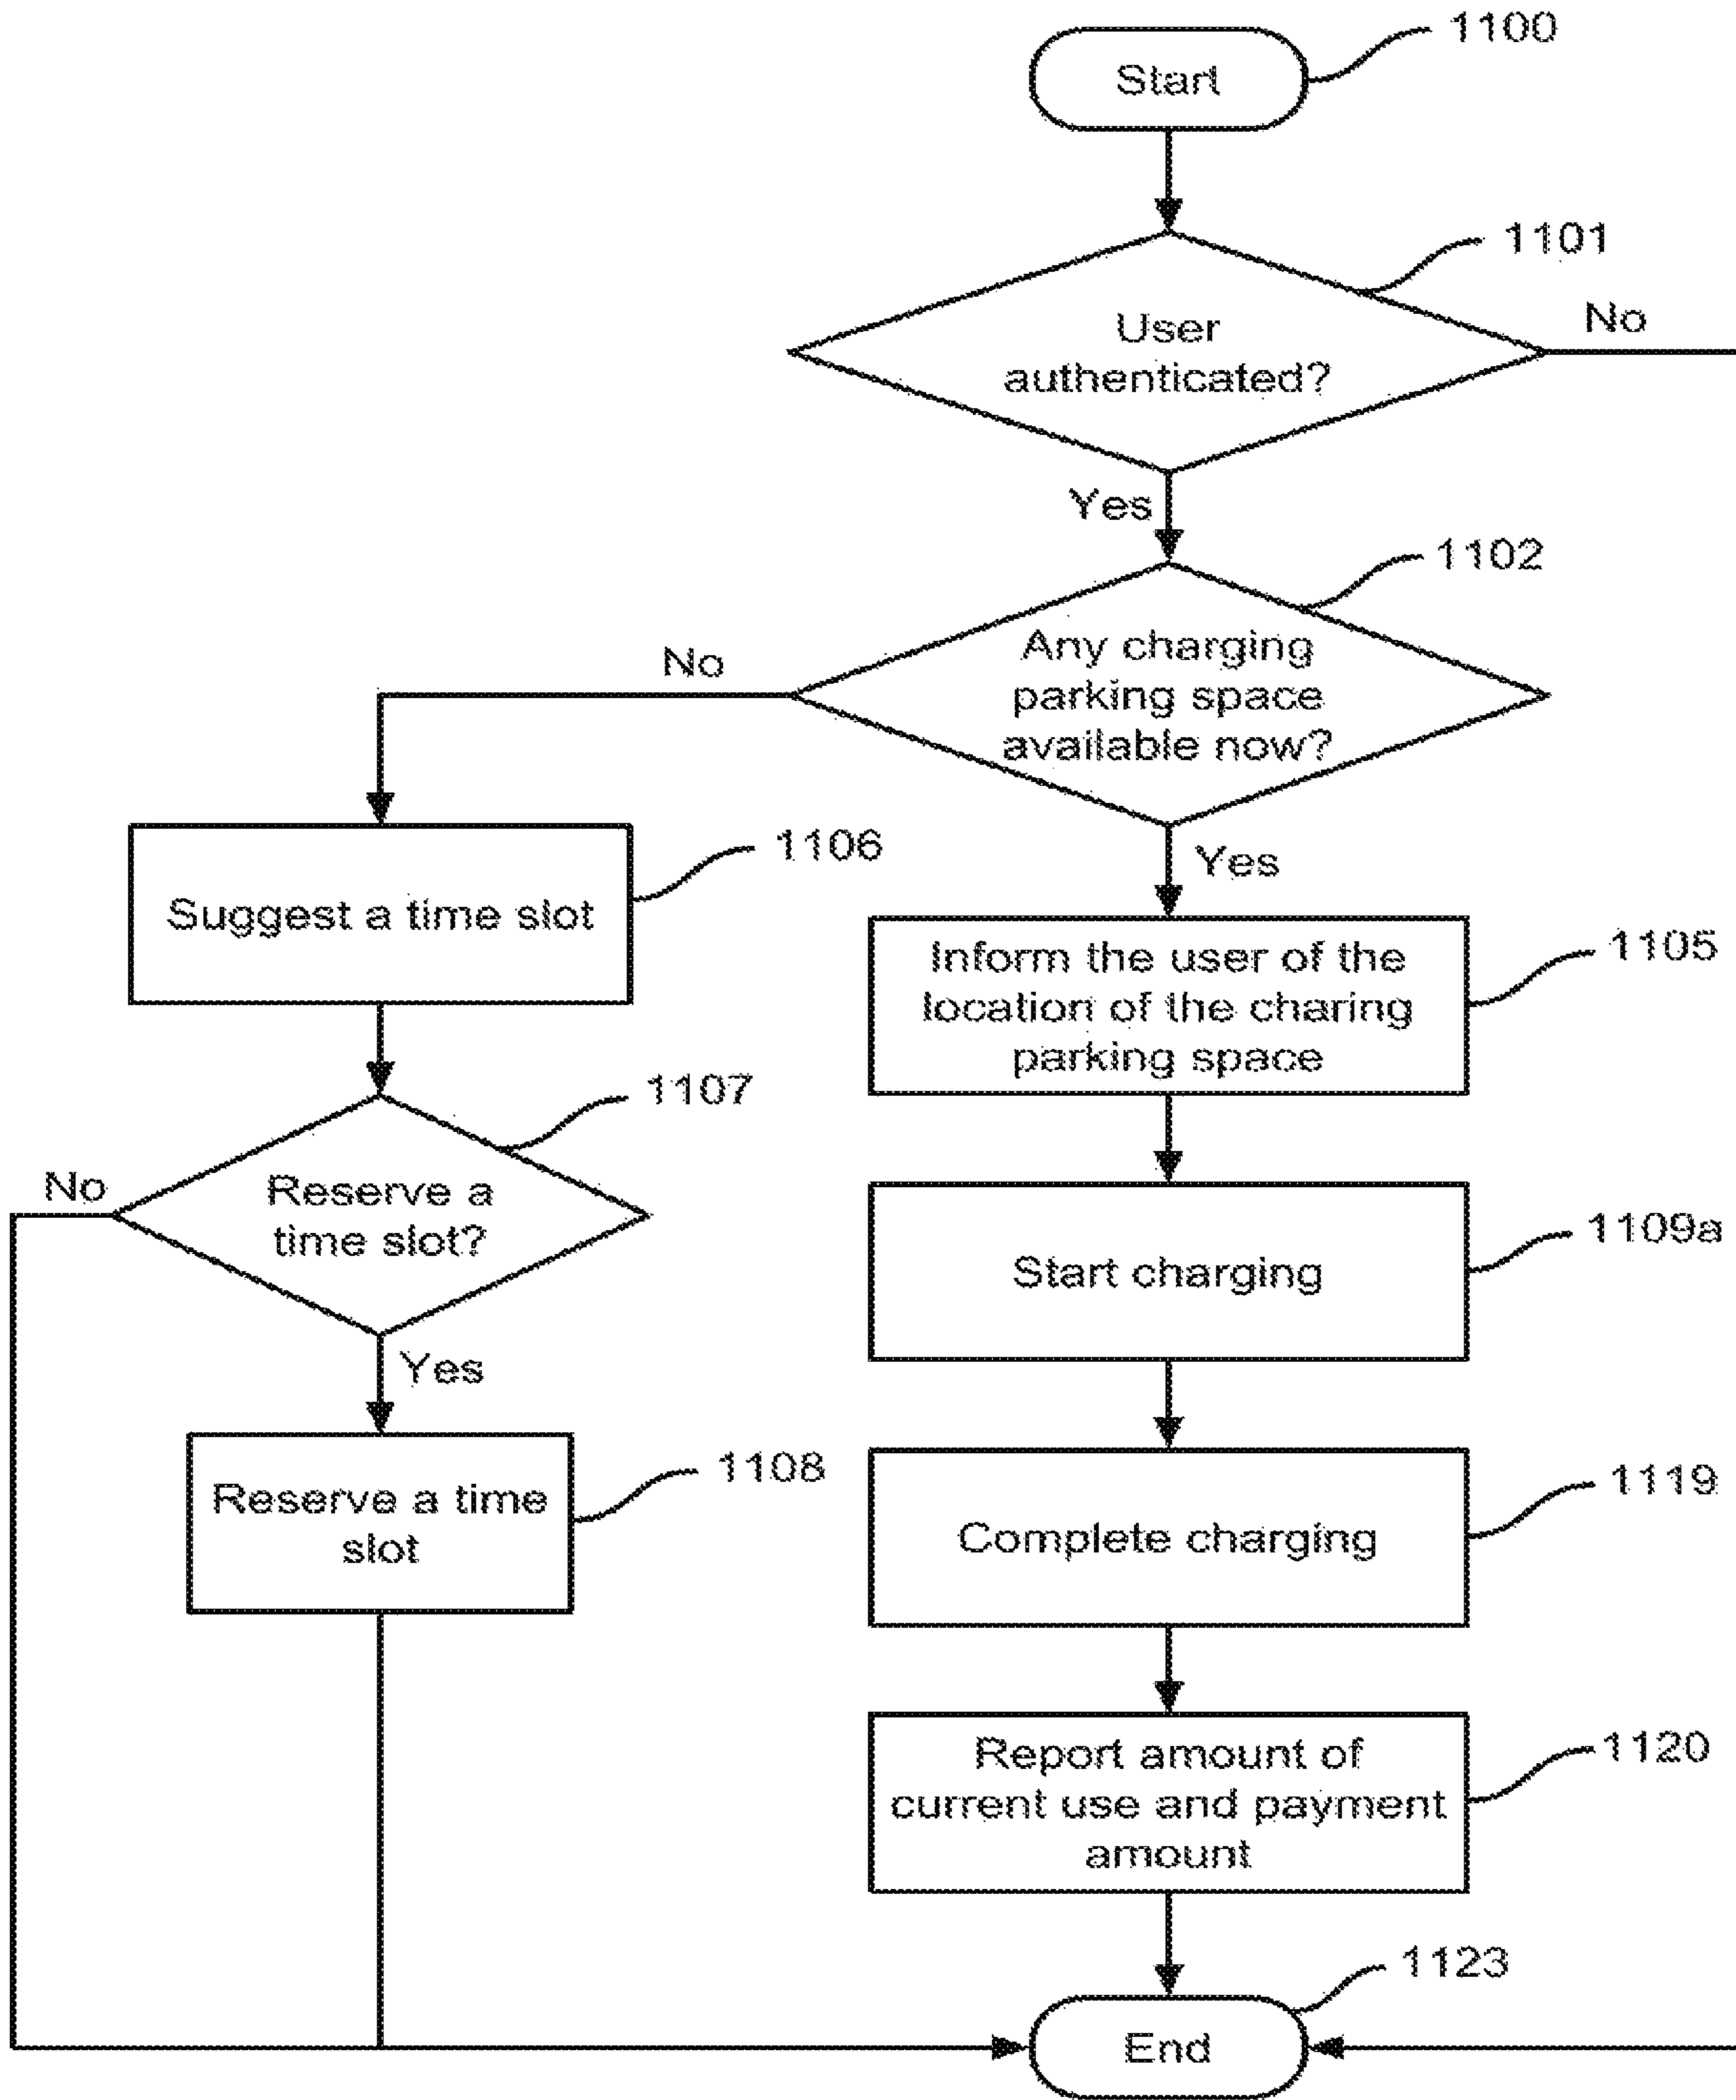 Start
1100
1101
User
authenticated?
No
Yes
1102
Any charging
parking space
available now?
No
Yes
1106
Suggest a time slot
1105
Inform the user of the
location of the charing
parking space
1107
Reserve a
time slot?
No
Yes
1109a
Start charging
1108
Reserve a time
slot
1119
Complete charging
1120
Report amount of
current use and payment
amount
1123
End